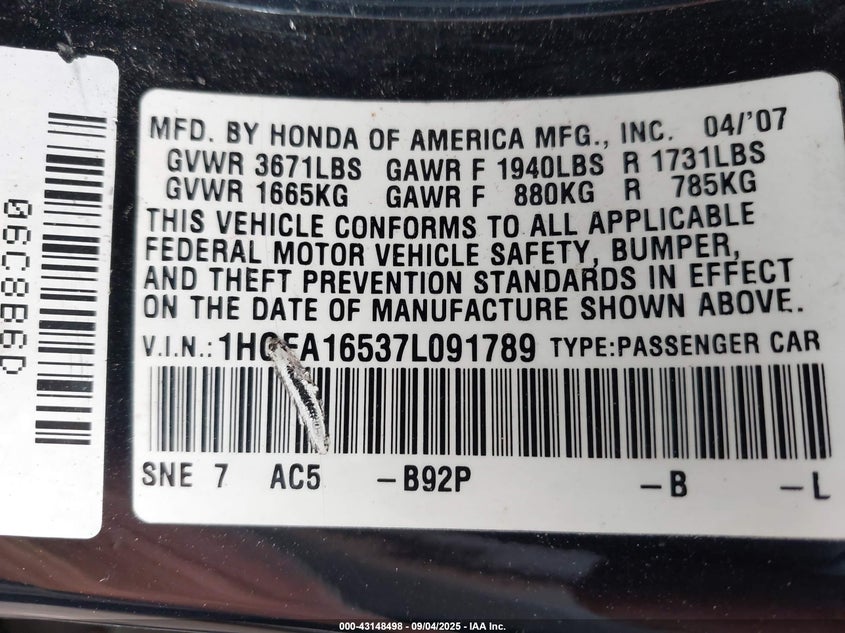 MFD. BY HONDA OF AMERICA MFG., INC. 04/'07
GVWR 3671LBS GAWR F 1940LBS R 1731LBS
GVWR 1665KG GAWR F 880KG R 785KG
THIS VEHICLE CONFORMS TO ALL APPLICABLE
FEDERAL MOTOR VEHICLE SAFETY, BUMPER,
AND THEFT PREVENTION STANDARDS IN EFFECT
ON THE DATE OF MANUFACTURE SHOWN ABOVE.
V.I.N.: 1HGFA16537L091789 TYPE:PASSENGER CAR
SNE 7 AC5 –B92P –B –L
000-43148498 - 09/04/2025 - IAA Inc.